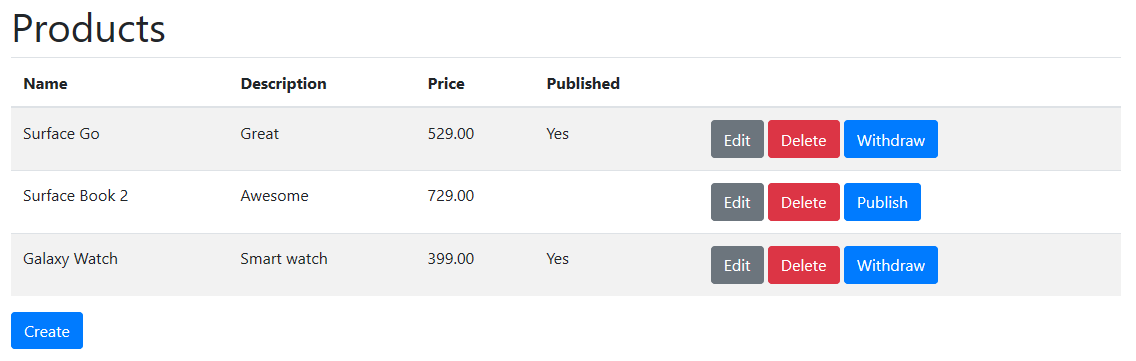 Products
Name Description Price Published
Surface Go Great 529.00 Yes Edit Delete Withdraw
Surface Book 2 Awesome 729.00 Edit Delete Publish
Galaxy Watch Smart watch 399.00 Yes Edit Delete Withdraw
Create